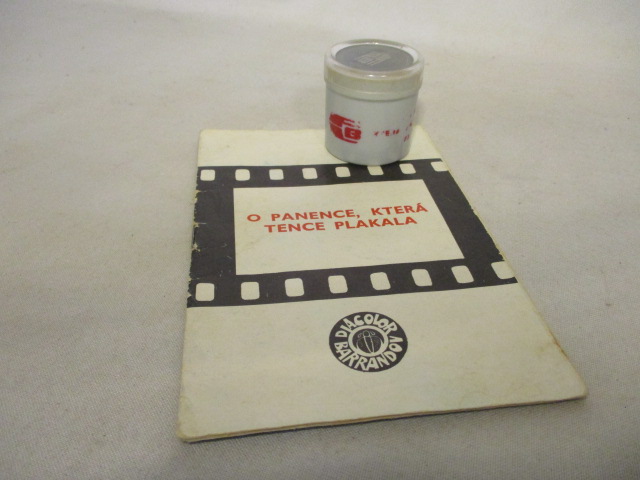 O PANENCE, KTERÁ
TENCE PLAKALA
DIACOLOR
BARRANDOV